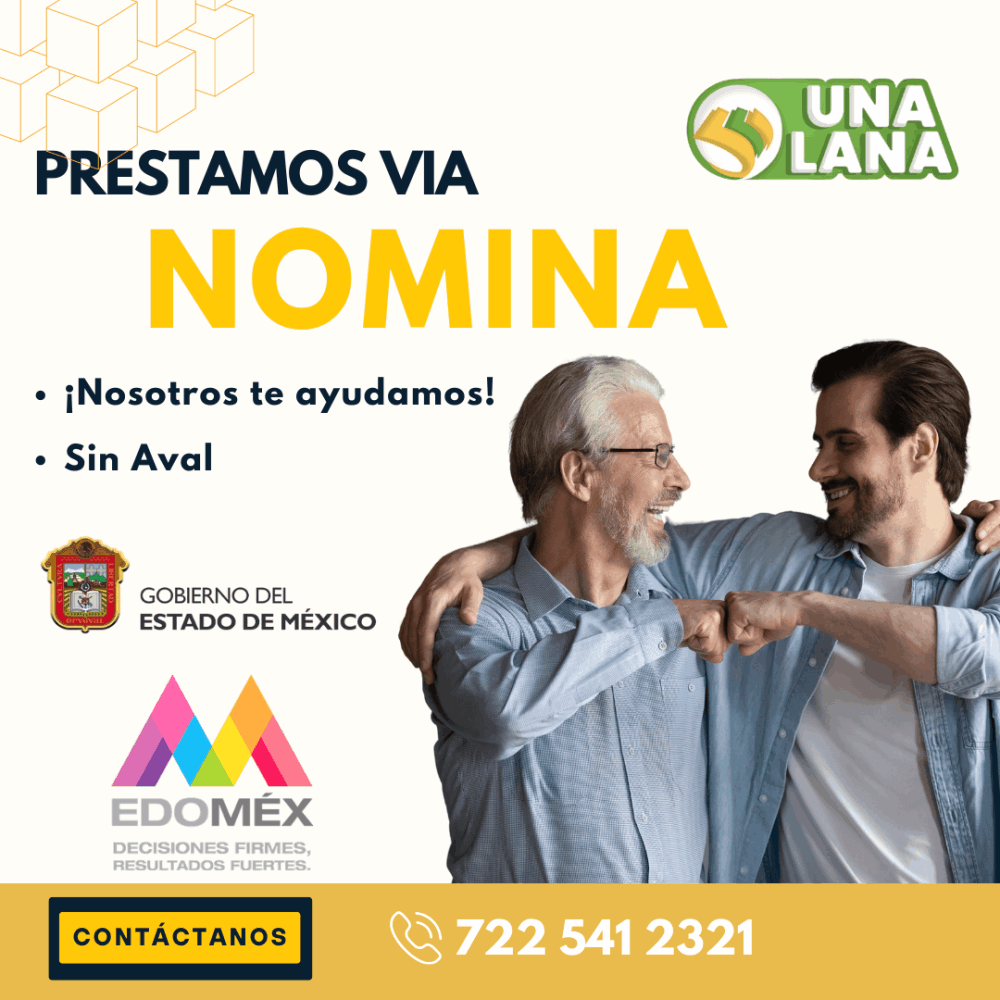 UNA
LANA
PRESTAMOS VIA
NOMINA
• ¡Nosotros te ayudamos!
• Sin Aval
GOBIERNO DEL
ESTADO DE MÉXICO
EDOMÉX
DECISIONES FIRMES,
RESULTADOS FUERTES.
CONTÁCTANOS
722 541 2321